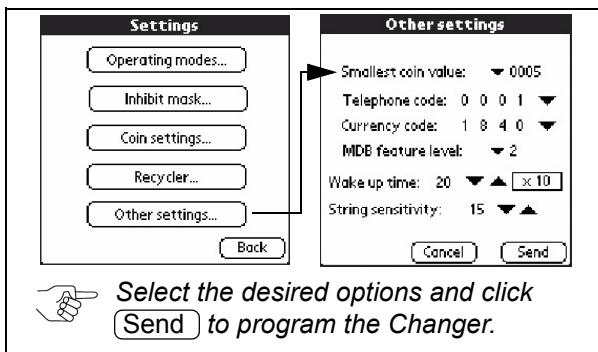 Settings
Operating modes...
Inhibit mask...
Coin settings...
Recycler...
Other settings...
Back
Other settings
Smallest coin value: 0005
Telephone code: 0 0 0 1
Currency code: 1 8 4 0
MDB feature level: 2
Wake up time: 20 x 10
String sensitivity: 15
Cancel Send
Select the desired options and click
Send to program the Changer.